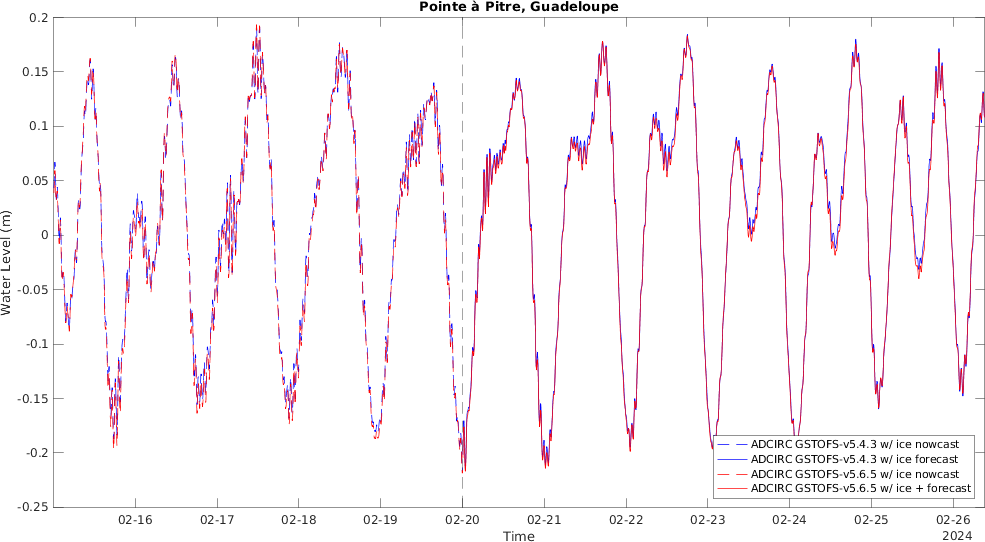 Pointe à Pitre, Guadeloupe
0.2
0.15
0.1
0.05
0
-0.05
-0.1
-0.15
-0.2
-0.25
Water Level (m)
ADCIRC GSTOFS-v5.4.3 w/ ice nowcast
ADCIRC GSTOFS-v5.4.3 w/ ice forecast
ADCIRC GSTOFS-v5.6.5 w/ ice nowcast
ADCIRC GSTOFS-v5.6.5 w/ ice + forecast
02-16 02-17 02-18 02-19 02-20 02-21 02-22 02-23 02-24 02-25 02-26
Time
2024